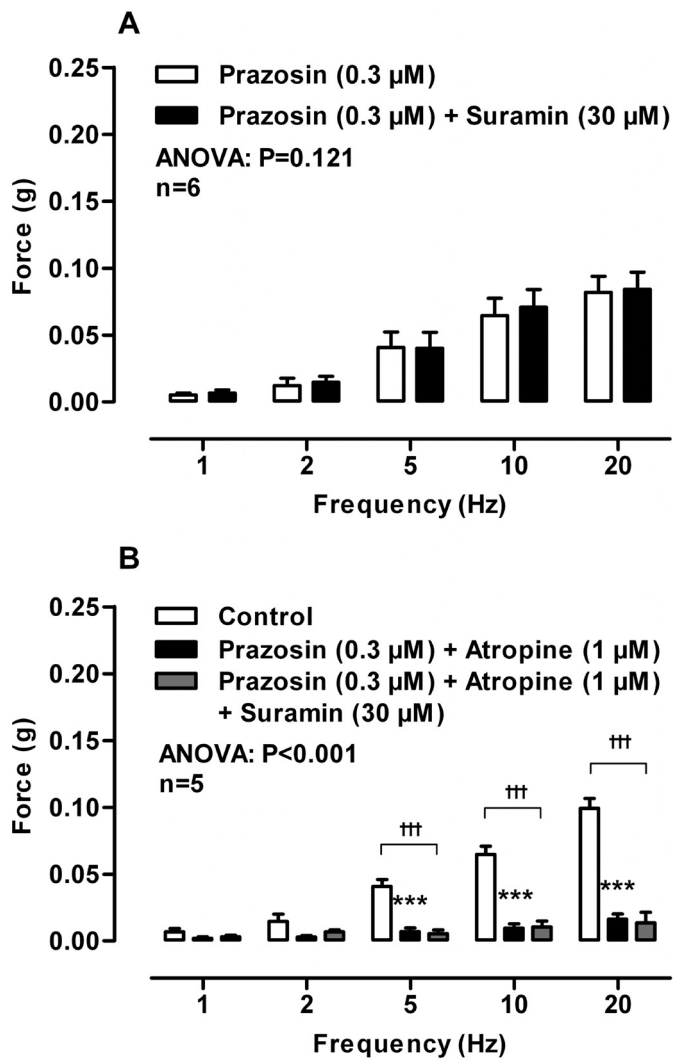 A
0.25
0.20
0.15
0.10
0.05
0.00
Force (g)
Prazosin (0.3 µM)
Prazosin (0.3 µM) + Suramin (30 µM)
ANOVA: P=0.121
n=6
1 2 5 10 20
Frequency (Hz)
B
0.25
0.20
0.15
0.10
0.05
0.00
Force (g)
Control
Prazosin (0.3 µM) + Atropine (1 µM)
Prazosin (0.3 µM) + Atropine (1 µM)
+ Suramin (30 µM)
ANOVA: P<0.001
n=5
†††
†††
†††
***
***
***
1 2 5 10 20
Frequency (Hz)